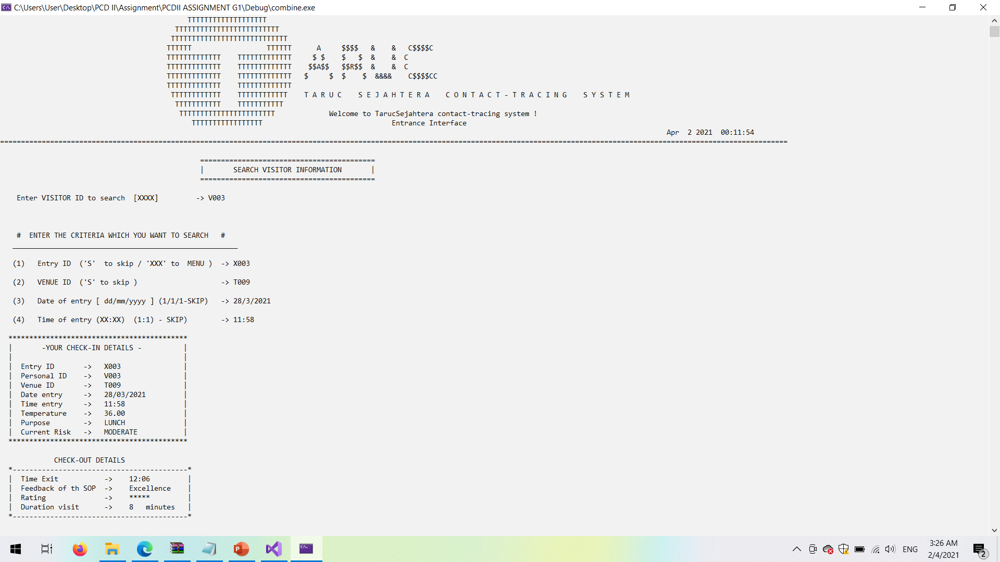 C:\Users\User\Desktop\PCD II\Assignment\PCDII ASSIGNMENT G1\Debug\combine.exe
TTTTTTTTTTTTTTTTTTT
TTTTTTTTTTTTTTTTTTTTTTTTT
TTTTTTTTTTTTTTTTTTTTTTTTTTTT
TTTTTT                  TTTTTT      A     $$$$   &    &   C$$$$C
TTTTTTTTTTTTT    TTTTTTTTTTTTT     $ $    $   $  &    &  C
TTTTTTTTTTTTT    TTTTTTTTTTTTT    $$A$$   $$R$$  &    &  C
TTTTTTTTTTTTT    TTTTTTTTTTTTT   $     $  $    $  &&&&    C$$$$CC
TTTTTTTTTTTTT    TTTTTTTTTTTTT
TTTTTTTTTTTT    TTTTTTTTTTTT    T A R U C    S E J A H T E R A    C O N T A C T - T R A C I N G    S Y S T E M
TTTTTTTTTTT    TTTTTTTTTTT
TTTTTTTTTTTTTTTTTTTTTTT             Welcome to TarucSejahtera contact-tracing system !
TTTTTTTTTTTTTTTTT                               Entrance Interface
Apr  2 2021  00:11:54
=============================================================================================================================================================================================
==========================================
|       SEARCH VISITOR INFORMATION       |
==========================================
Enter VISITOR ID to search  [XXXX]         -> V003
#  ENTER THE CRITERIA WHICH YOU WANT TO SEARCH   #
______________________________________________________
(1)   Entry ID  ('S'  to skip / 'XXX' to  MENU )  -> X003
(2)   VENUE ID  ('S' to skip )                    -> T009
(3)   Date of entry [ dd/mm/yyyy ] (1/1/1-SKIP)   -> 28/3/2021
(4)   Time of entry (XX:XX)  (1:1) - SKIP)        -> 11:58
*******************************************
|       -YOUR CHECK-IN DETAILS -          |
|                                         |
|  Entry ID       ->   X003               |
|  Personal ID    ->   V003               |
|  Venue ID       ->   T009               |
|  Date entry     ->   28/03/2021         |
|  Time entry     ->   11:58              |
|  Temperature    ->   36.00              |
|  Purpose        ->   LUNCH              |
|  Current Risk   ->   MODERATE           |
*******************************************
CHECK-OUT DETAILS
*------------------------------------------*
|  Time Exit           ->    12:06         |
|  Feedback of th SOP  ->    Excellence    |
|  Rating              ->    *****         |
|  Duration visit      ->    8   minutes   |
*------------------------------------------*
ENG
3:26 AM
2/4/2021
2